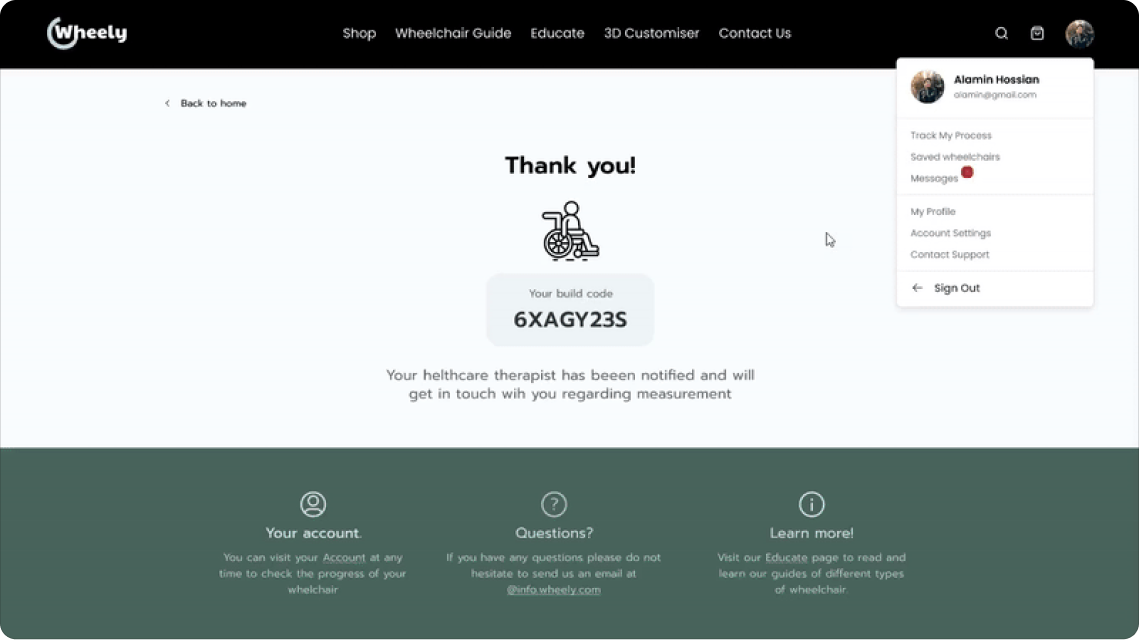 Wheely
Shop Wheelchair Guide Educate 3D Customiser Contact Us
Alamin Hossian
alamin@gmail.com
Track My Process
Saved wheelchairs
Messages
My Profile
Account Settings
Contact Support
Sign Out
Back to home
Thank you!
Your build code
6XAGY23S
Your helthcare therapist has beeen notified and will
get in touch wih you regarding measurement
Your account.
You can visit your Account at any
time to check the progress of your
whelchair
Questions?
If you have any questions please do not
hesitate to send us an email at
@info.wheely.com
Learn more!
Visit our Educate page to read and
learn our guides of different types
of wheelchair.